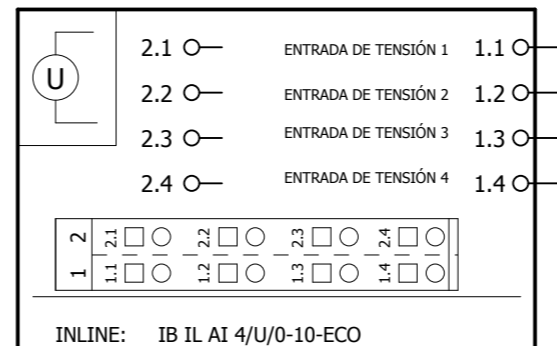 2.1 ENTRADA DE TENSIÓN 1 1.1
U
2.2 ENTRADA DE TENSIÓN 2 1.2
2.3 ENTRADA DE TENSIÓN 3 1.3
2.4 ENTRADA DE TENSIÓN 4 1.4
2 2.1 2.2 2.3 2.4
1 1.1 1.2 1.3 1.4
INLINE: IB IL AI 4/U/0-10-ECO